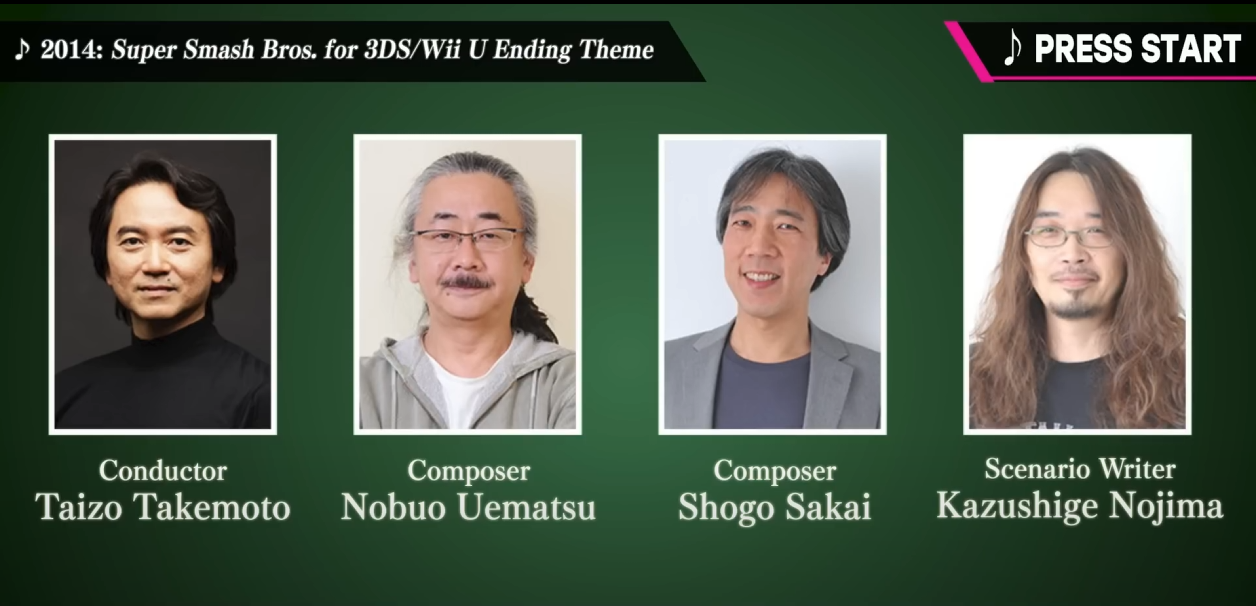 ♪ 2014: Super Smash Bros. for 3DS/Wii U Ending Theme
♪ PRESS START
Conductor
Taizo Takemoto
Composer
Nobuo Uematsu
Composer
Shogo Sakai
Scenario Writer
Kazushige Nojima